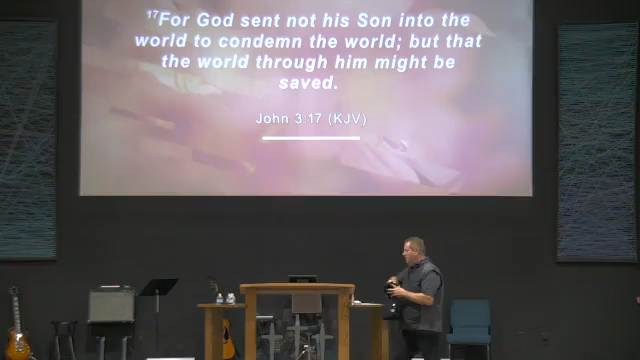 17For God sent not his Son into the
world to condemn the world; but that
the world through him might be
saved.
John 3:17 (KJV)